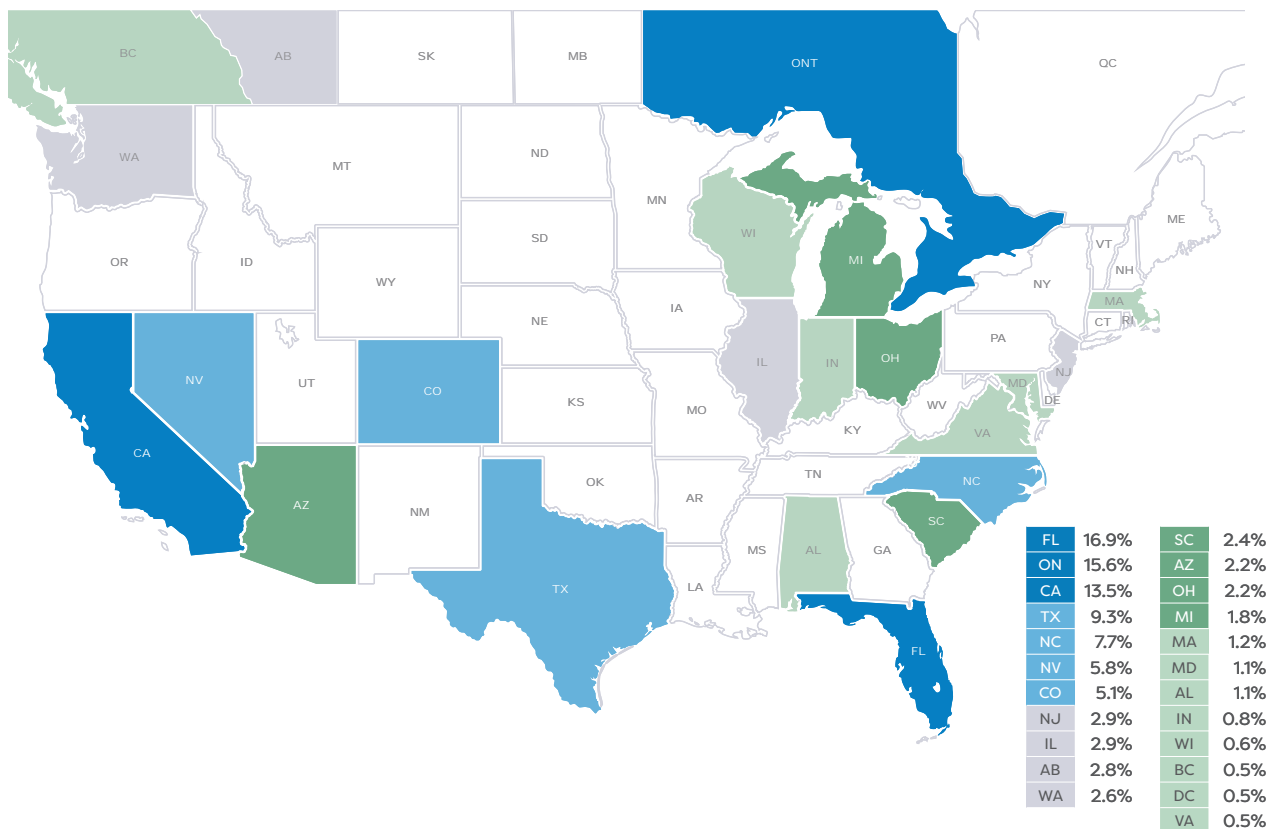 BC
AB
SK
MB
ONT
QC
WA
MT
ND
MN
WI
MI
ME
VT
NH
OR
ID
WY
SD
IA
NY
MA
CT
RI
NE
PA
NJ
NV
UT
CO
KS
MO
IL
IN
OH
WV
MD
DE
KY
VA
CA
AZ
NM
OK
AR
TN
NC
SC
TX
LA
MS
AL
GA
FL
FL 16.9% SC 2.4%
ON 15.6% AZ 2.2%
CA 13.5% OH 2.2%
TX 9.3% MI 1.8%
NC 7.7% MA 1.2%
NV 5.8% MD 1.1%
CO 5.1% AL 1.1%
NJ 2.9% IN 0.8%
IL 2.9% WI 0.6%
AB 2.8% BC 0.5%
WA 2.6% DC 0.5%
VA 0.5%